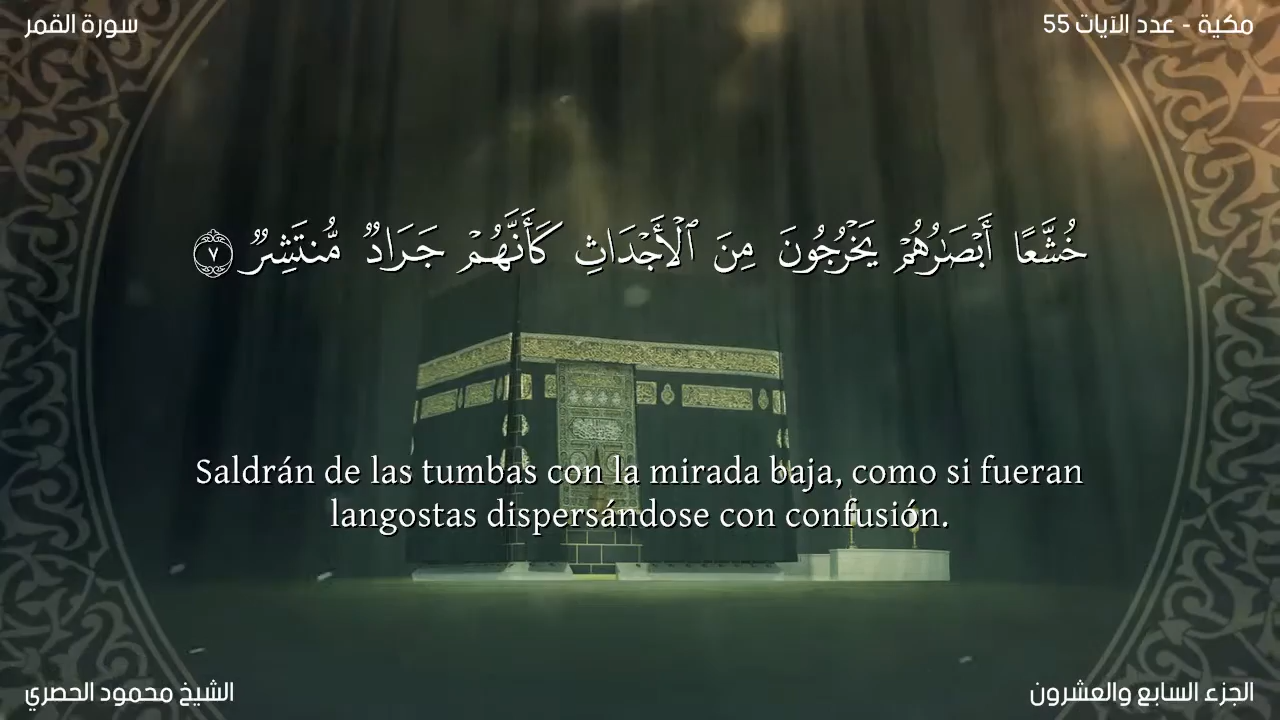 سورة القمر
مكية - عدد الآيات 55
خُشَّعًا أَبْصَٰرُهُمْ يَخْرُجُونَ مِنَ ٱلْأَجْدَاثِ كَأَنَّهُمْ جَرَادٌ مُّنتَشِرٌ ٧
Saldrán de las tumbas con la mirada baja, como si fueran
langostas dispersándose con confusión.
الشيخ محمود الحصري
الجزء السابع والعشرون